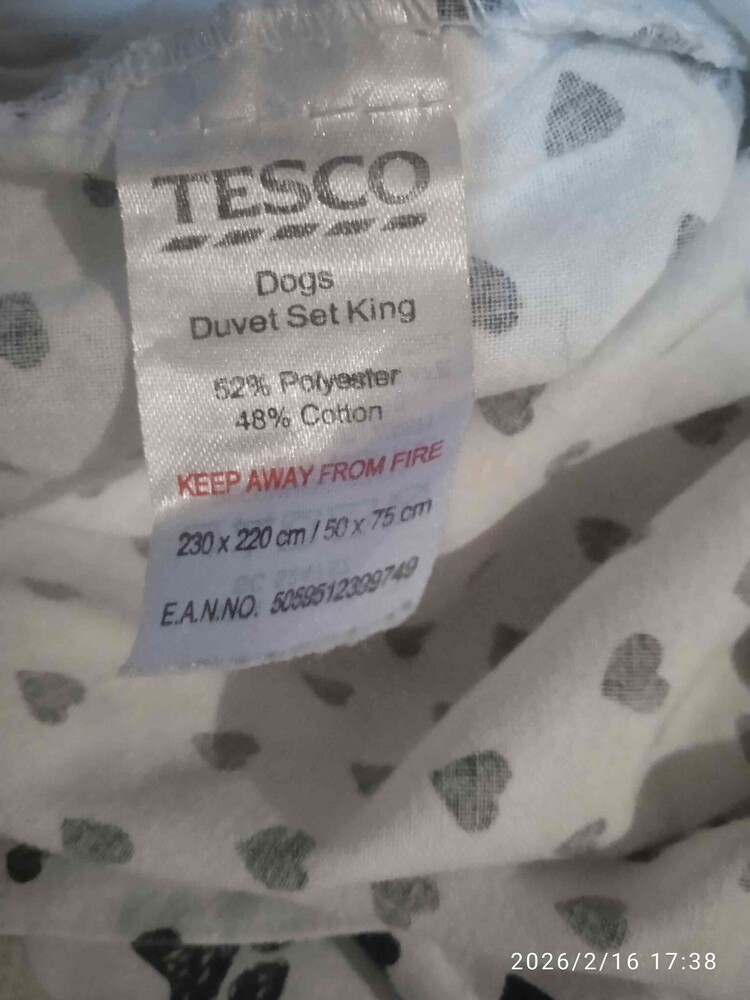 TESCO
Dogs
Duvet Set King
52% Polyester
48% Cotton
KEEP AWAY FROM FIRE
230 x 220 cm / 50 x 75 cm
E.A.N.NO. 5059512399749
2026/2/16 17:38